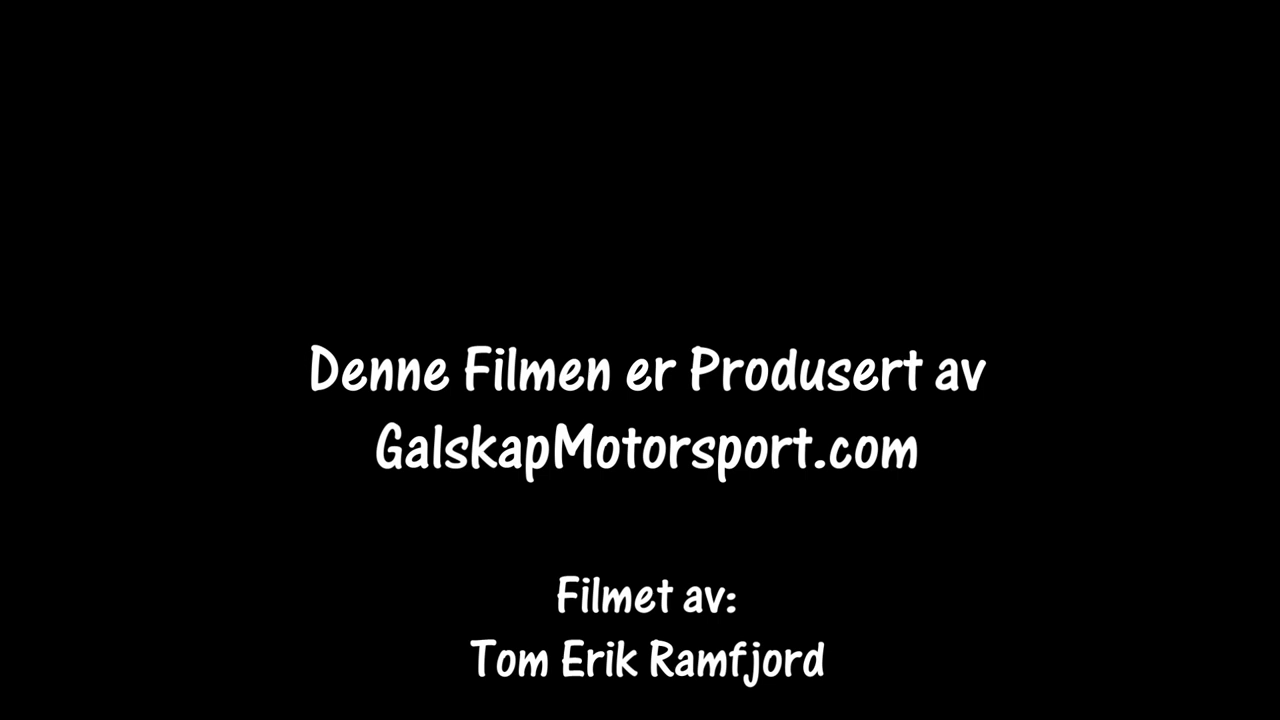 Denne Filmen er Produsert av
GalskapMotorsport.com
Filmet av:
Tom Erik Ramfjord